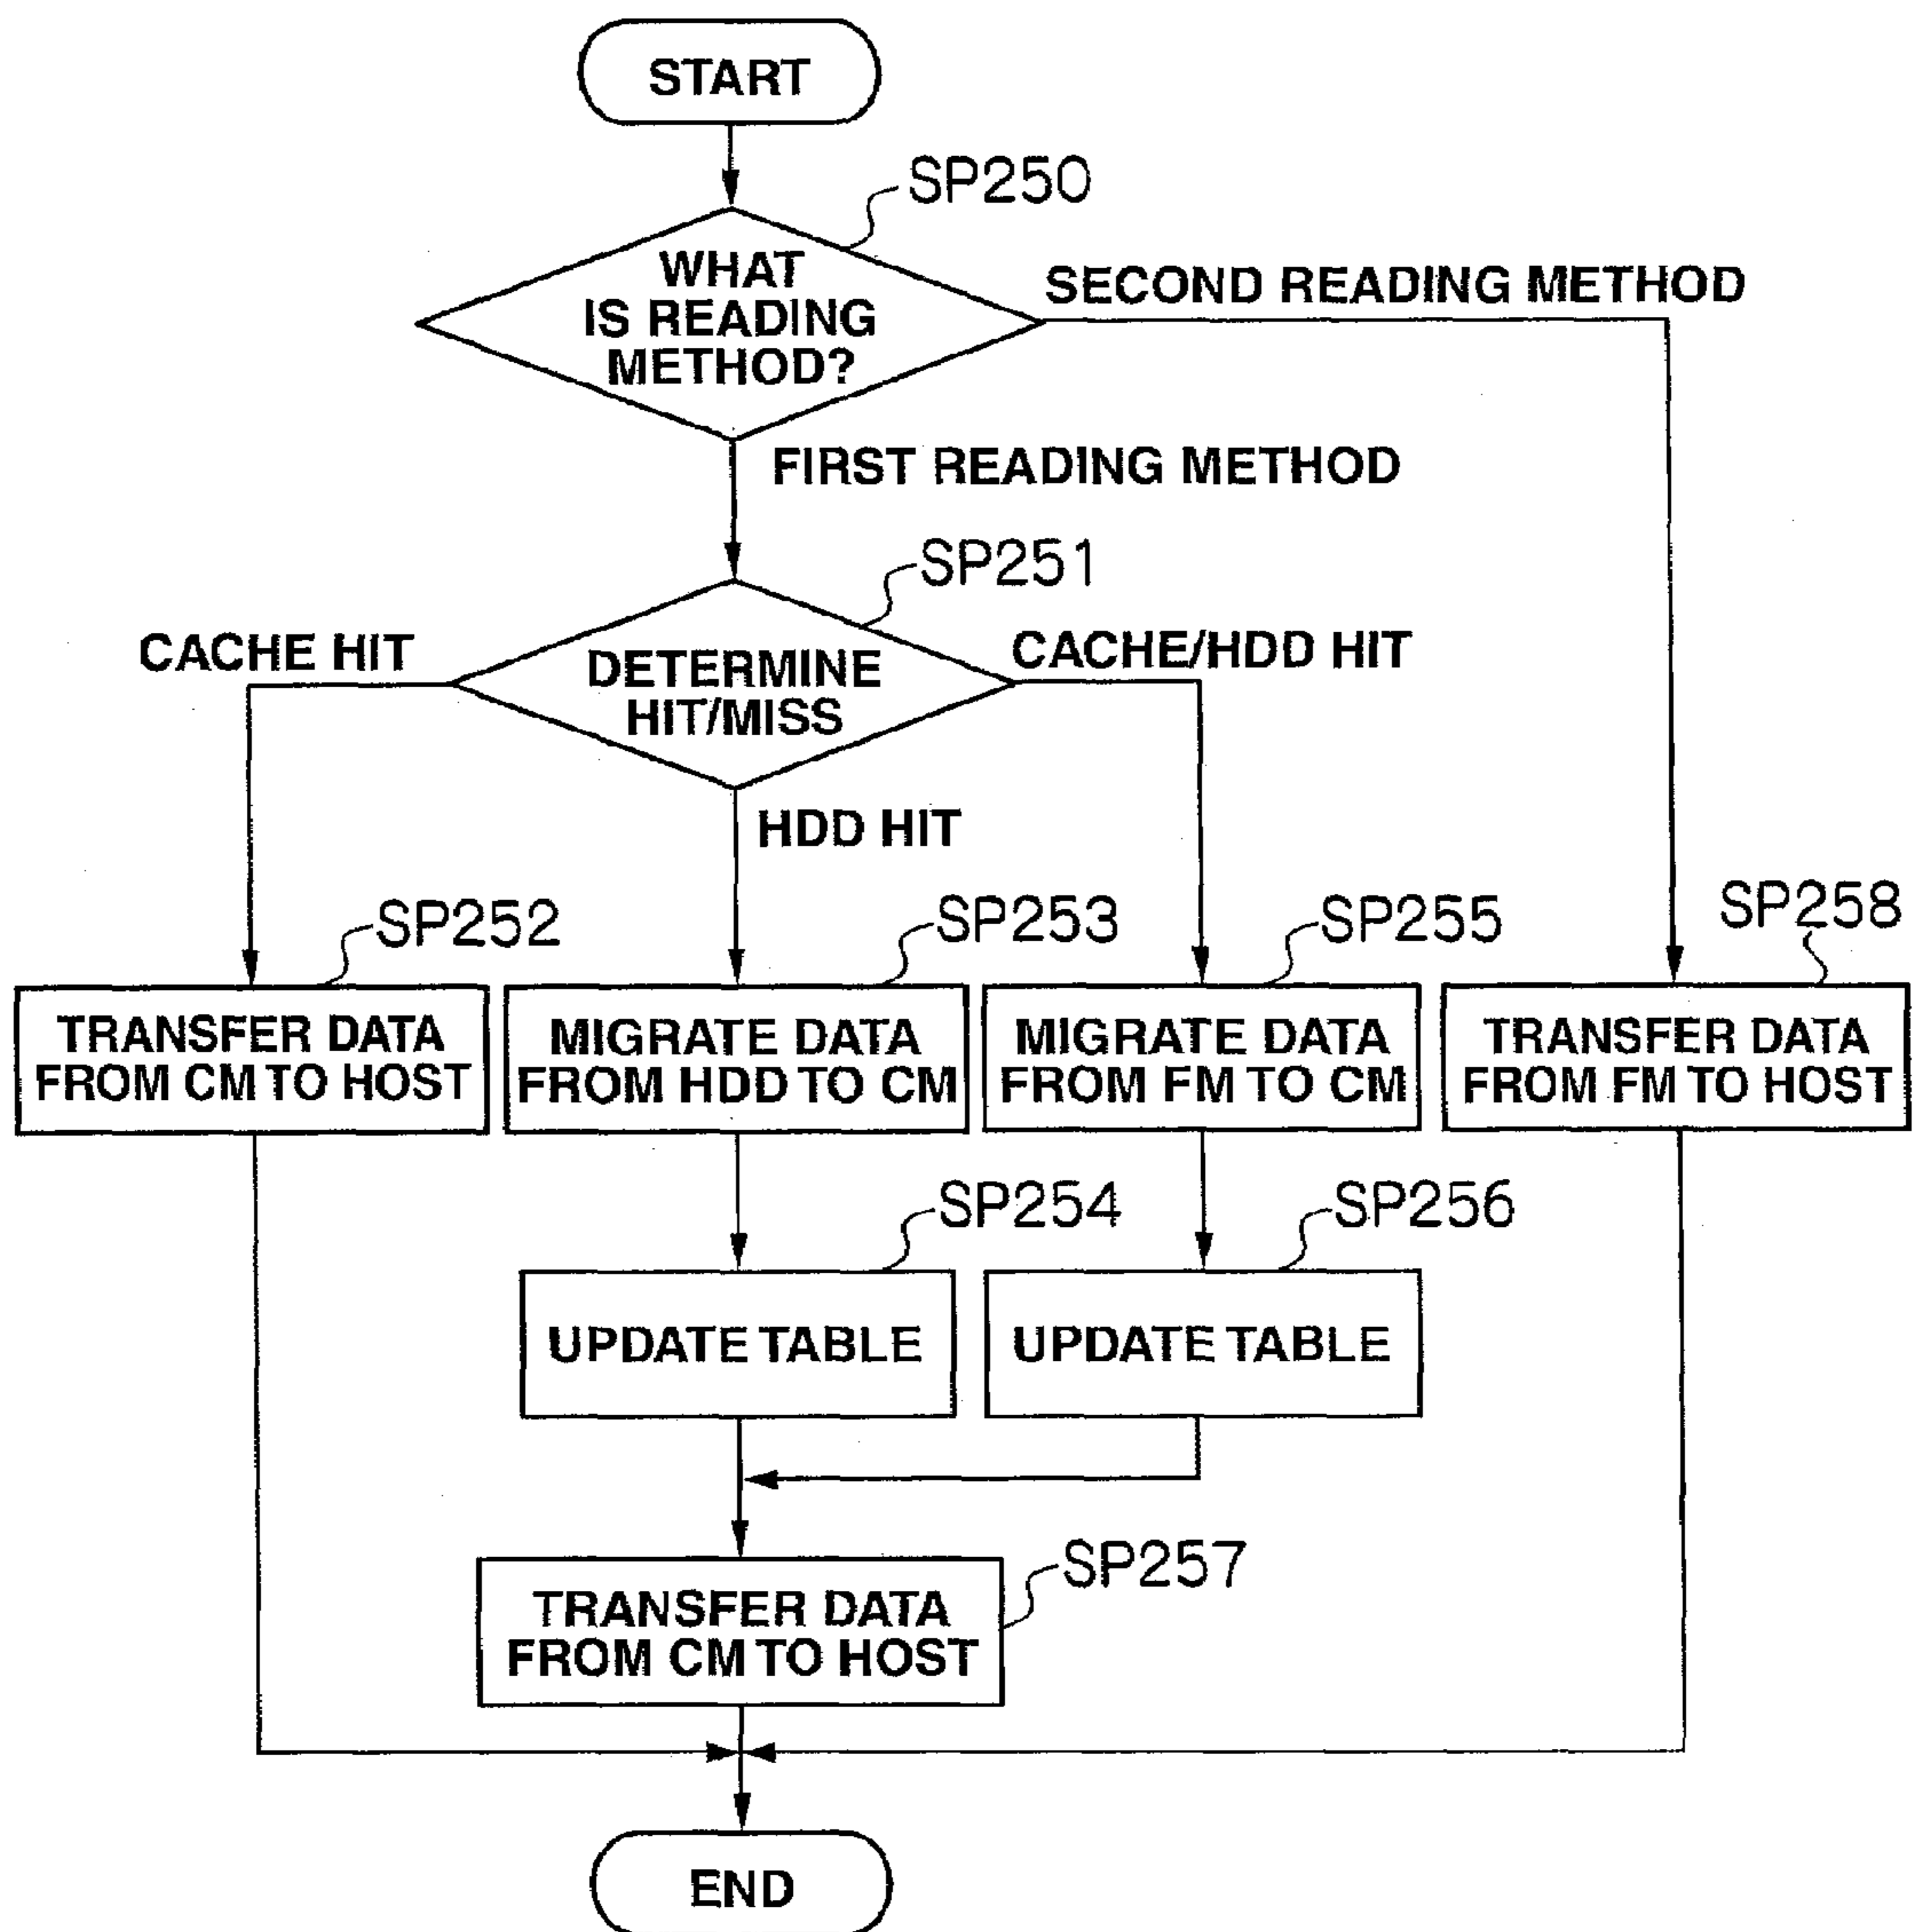 START
SP250
WHAT
IS READING
METHOD?
SECOND READING METHOD
FIRST READING METHOD
SP251
CACHE HIT
DETERMINE
HIT/MISS
CACHE/HDD HIT
HDD HIT
SP252
SP253
SP255
SP258
TRANSFER DATA
FROM CM TO HOST
MIGRATE DATA
FROM HDD TO CM
MIGRATE DATA
FROM FM TO CM
TRANSFER DATA
FROM FM TO HOST
SP254
SP256
UPDATE TABLE
UPDATE TABLE
SP257
TRANSFER DATA
FROM CM TO HOST
END